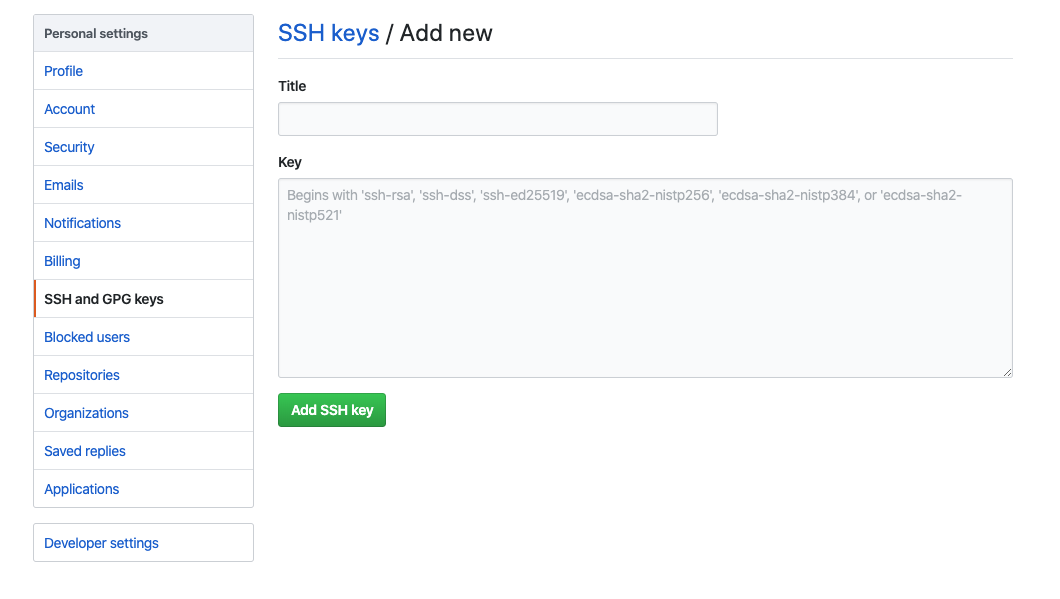 Personal settings
Profile
Account
Security
Emails
Notifications
Billing
SSH and GPG keys
Blocked users
Repositories
Organizations
Saved replies
Applications
Developer settings
SSH keys / Add new
Title
Key
Begins with 'ssh-rsa', 'ssh-dss', 'ssh-ed25519', 'ecdsa-sha2-nistp256', 'ecdsa-sha2-nistp384', or 'ecdsa-sha2-
nistp521'
Add SSH key